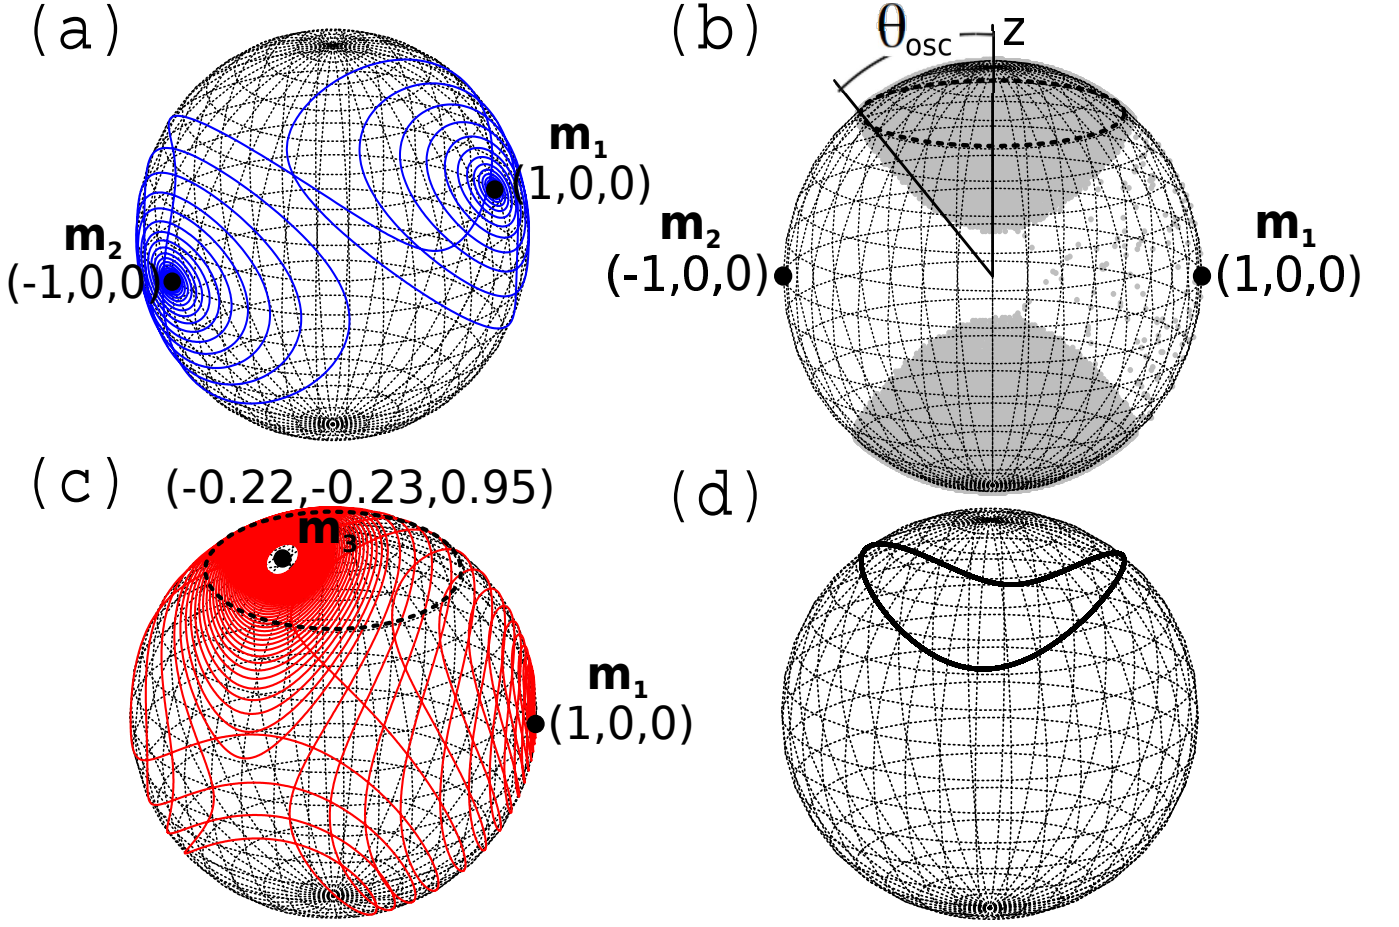 (a)
m1
(1,0,0)
m2
(-1,0,0)
(b)
θosc
z
m2
(-1,0,0)
m1
(1,0,0)
(c)
(-0.22,-0.23,0.95)
m3
m1
(1,0,0)
(d)